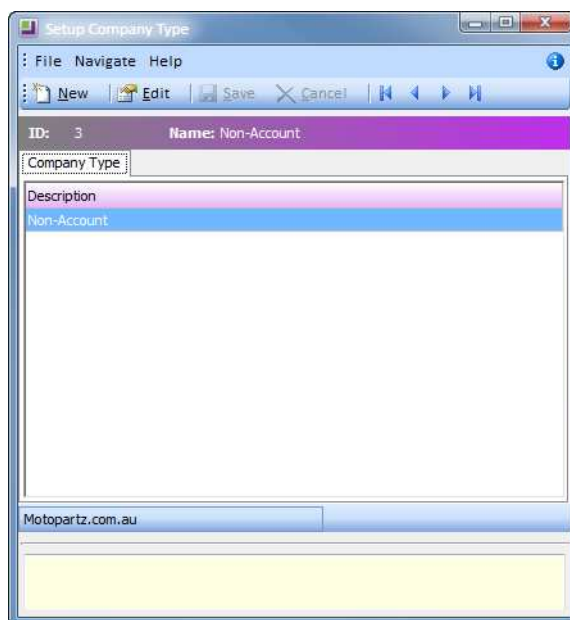 Setup Company Type
File Navigate Help
New Edit Save Cancel
ID: 3 Name: Non-Account
Company Type
Description
Non-Account
Motopartz.com.au